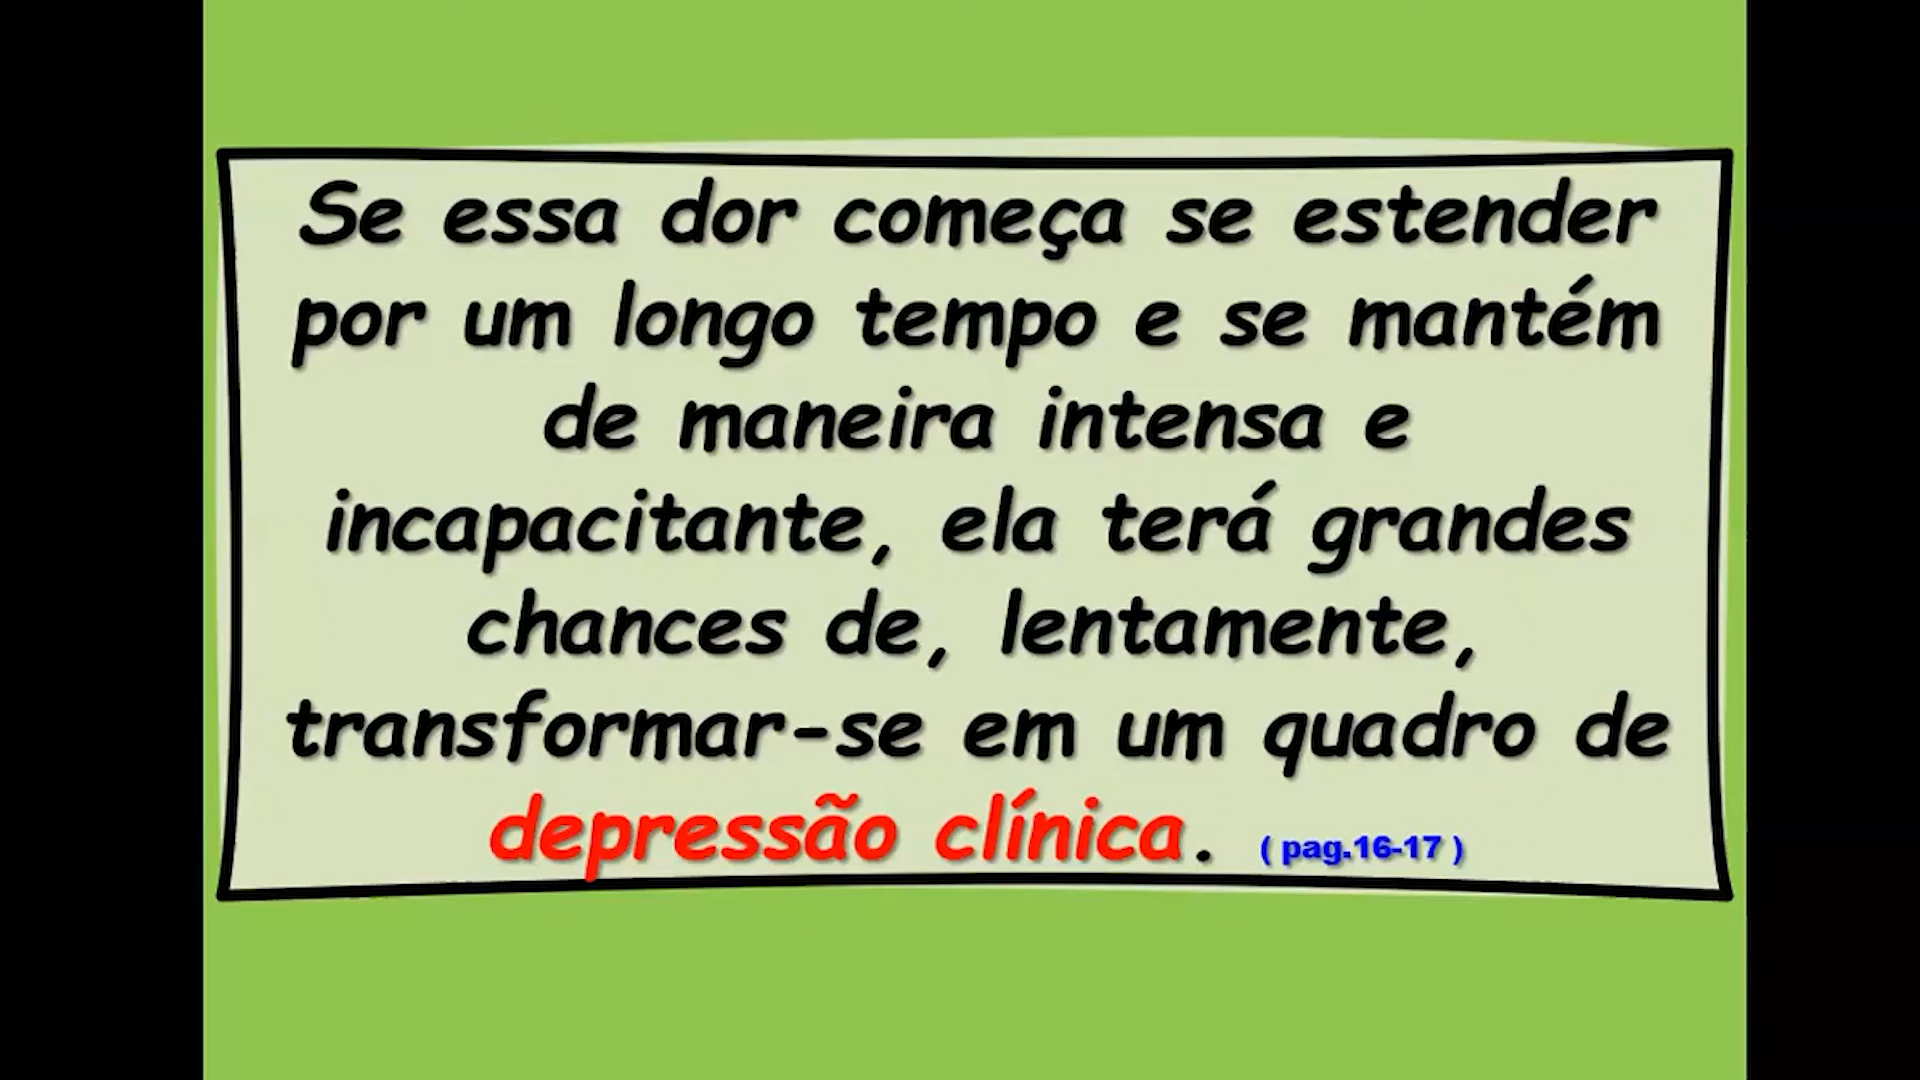 Se essa dor começa se estender
por um longo tempo e se mantém
de maneira intensa e
incapacitante, ela terá grandes
chances de, lentamente,
transformar-se em um quadro de
depressão clínica. ( pag.16-17 )